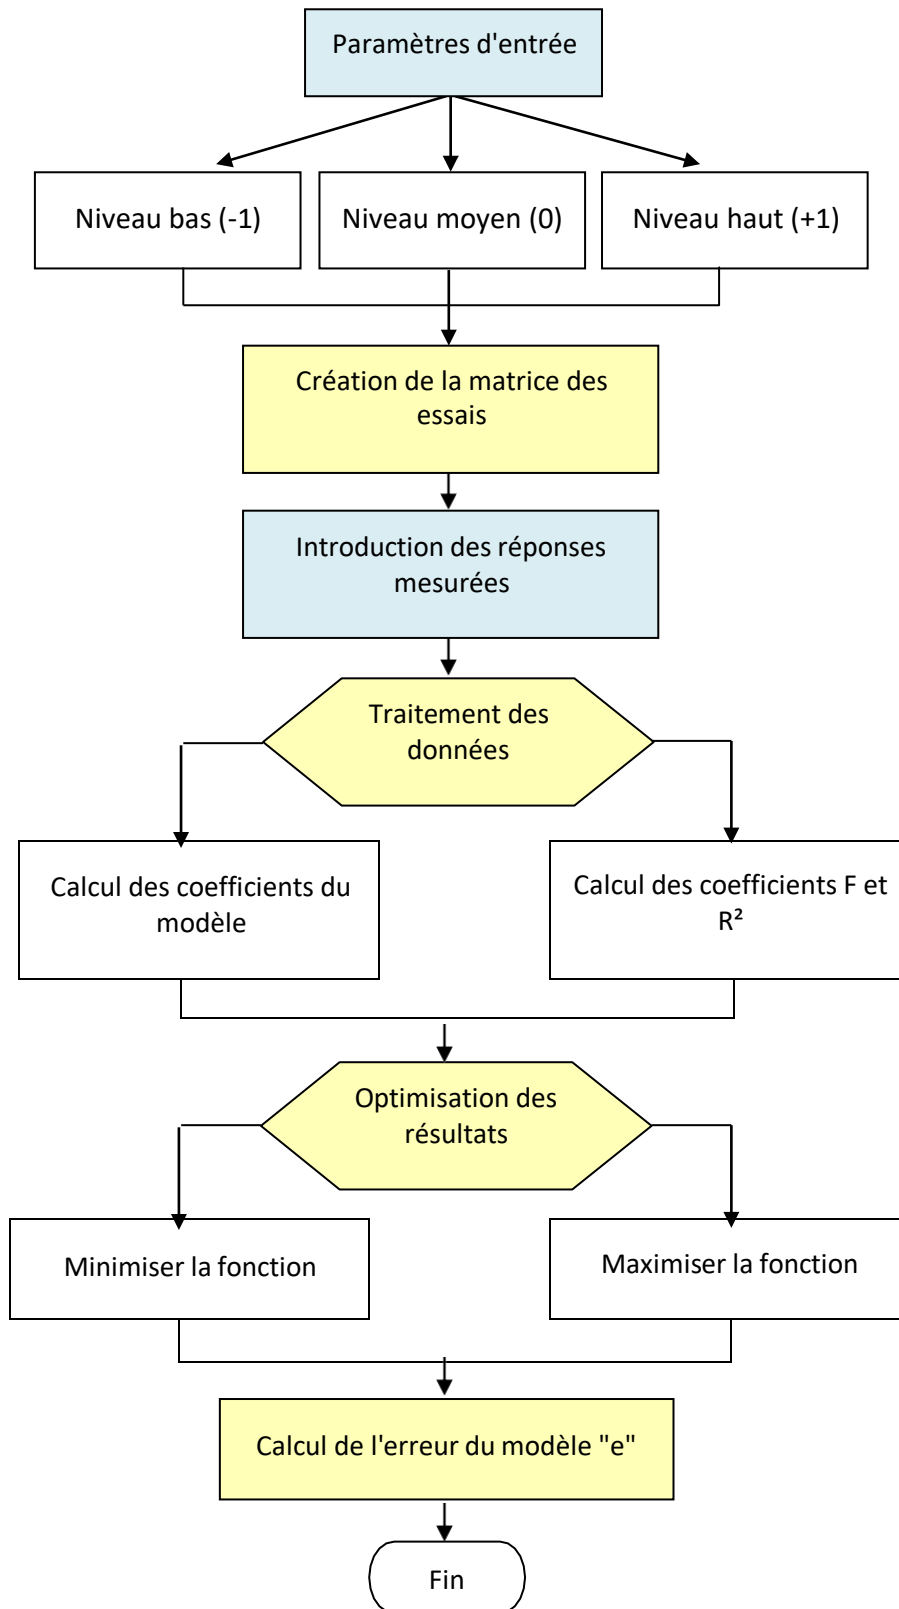 Paramètres d'entrée
Niveau bas (-1)
Niveau moyen (0)
Niveau haut (+1)
Création de la matrice des
essais
Introduction des réponses
mesurées
Traitement des
données
Calcul des coefficients du
modèle
Calcul des coefficients F et
R²
Optimisation des
résultats
Minimiser la fonction
Maximiser la fonction
Calcul de l'erreur du modèle "e"
Fin